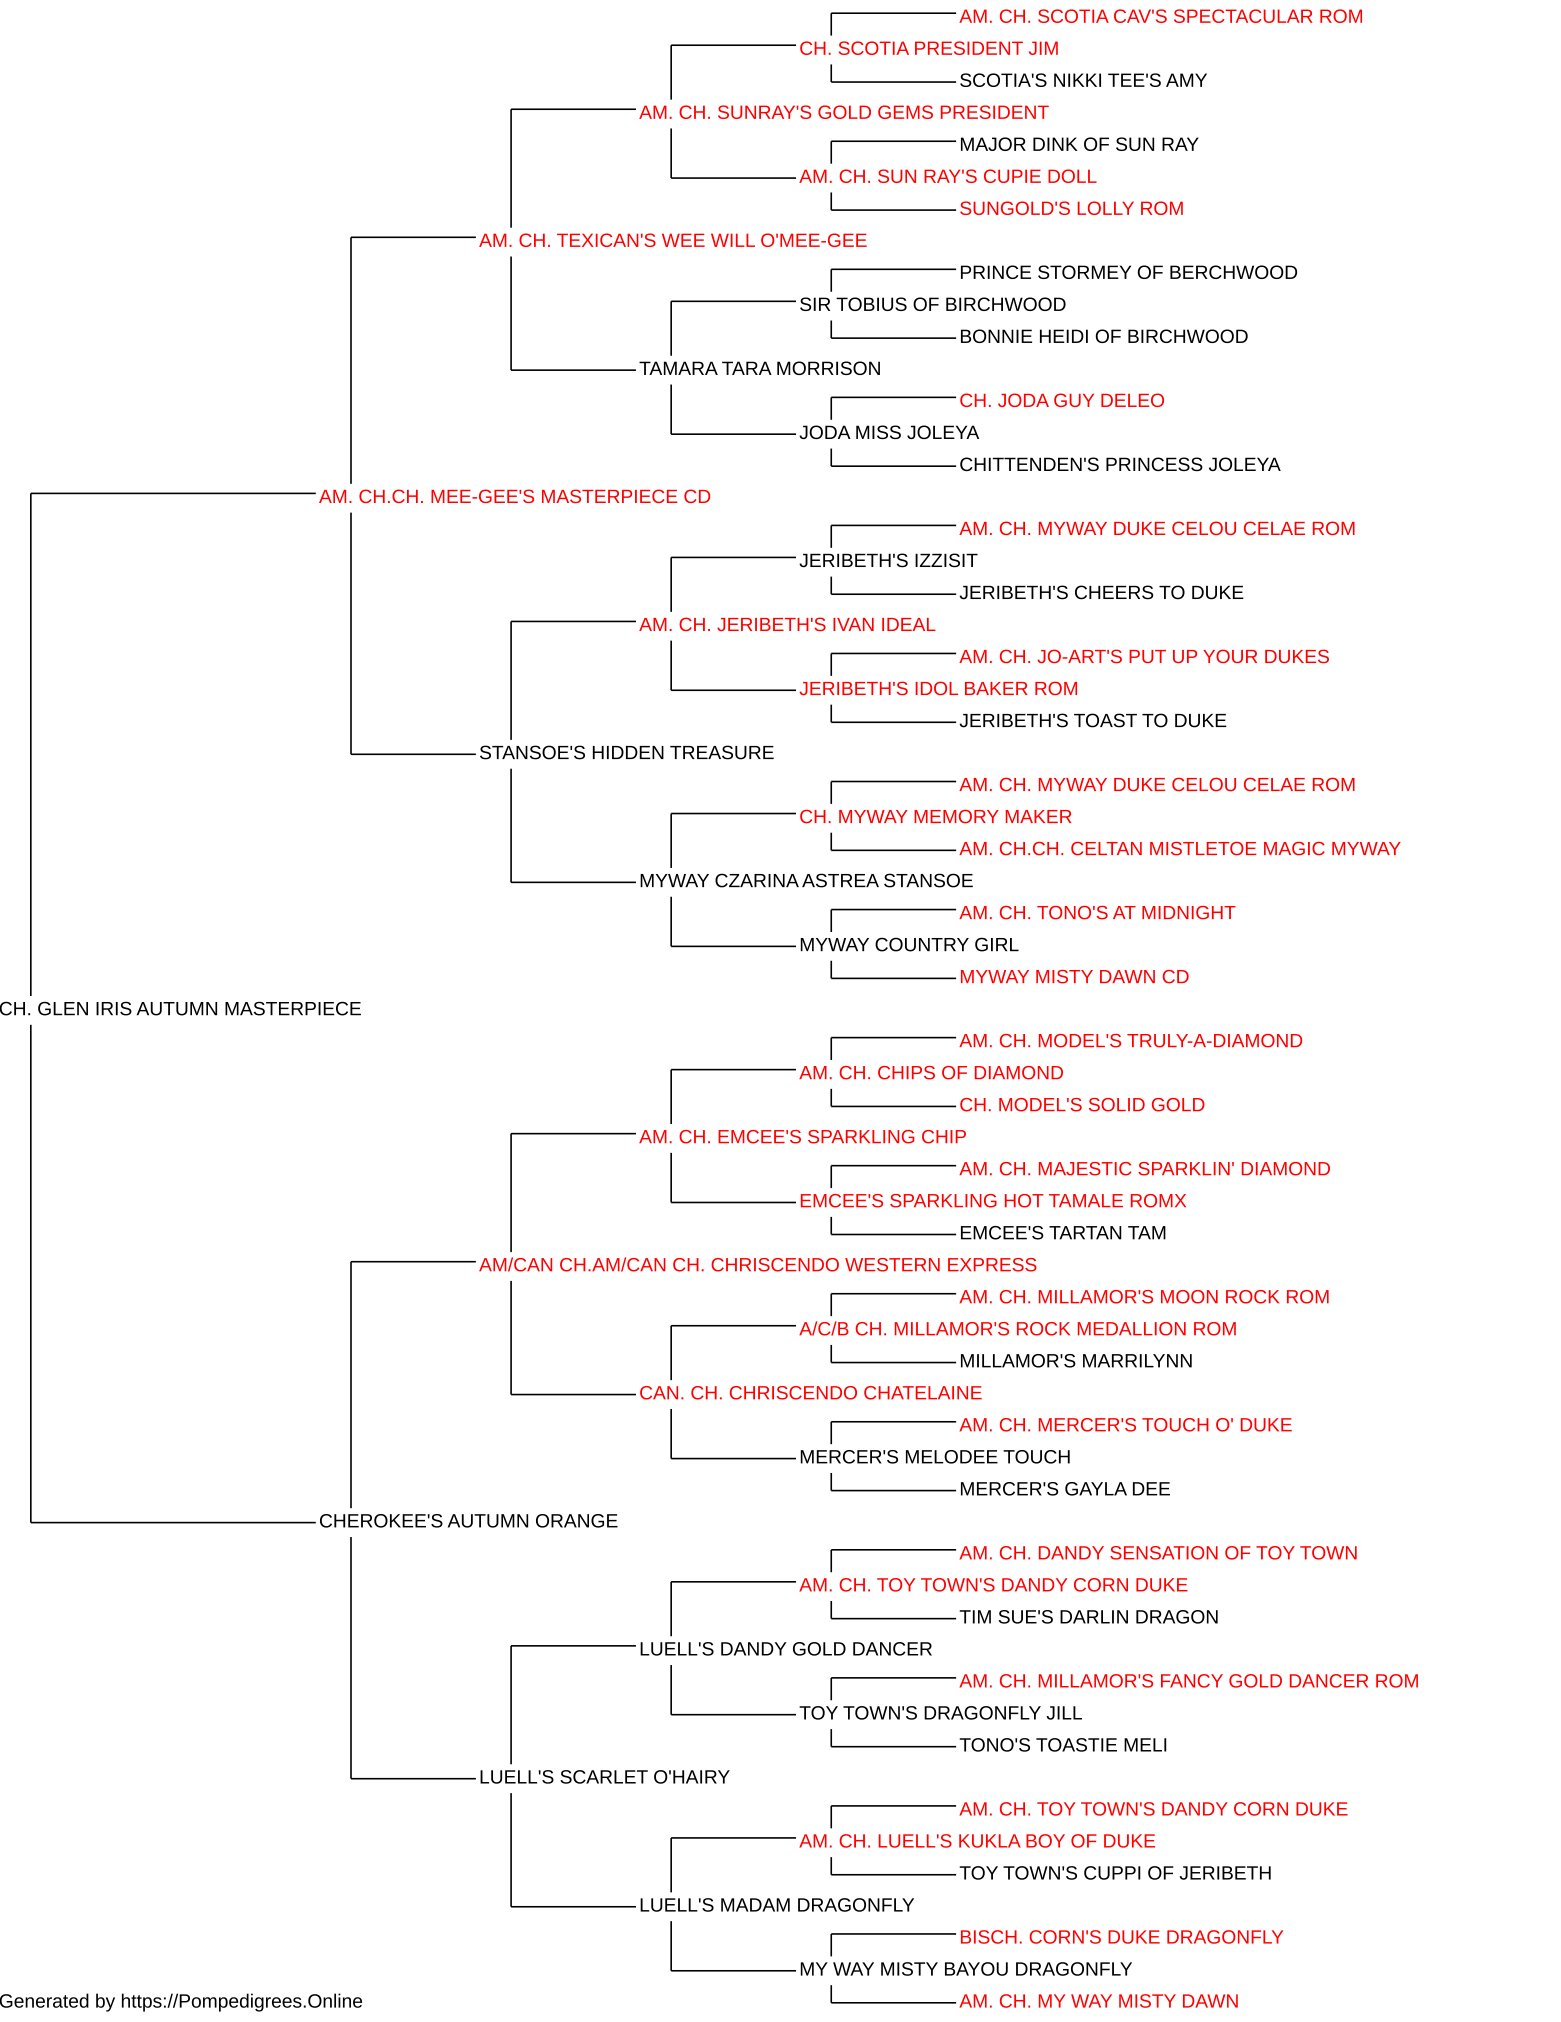 AM. CH. SCOTIA CAV'S SPECTACULAR ROM
CH. SCOTIA PRESIDENT JIM
SCOTIA'S NIKKI TEE'S AMY
AM. CH. SUNRAY'S GOLD GEMS PRESIDENT
MAJOR DINK OF SUN RAY
AM. CH. SUN RAY'S CUPIE DOLL
SUNGOLD'S LOLLY ROM
AM. CH. TEXICAN'S WEE WILL O'MEE-GEE
PRINCE STORMEY OF BERCHWOOD
SIR TOBIUS OF BIRCHWOOD
BONNIE HEIDI OF BIRCHWOOD
TAMARA TARA MORRISON
CH. JODA GUY DELEO
JODA MISS JOLEYA
CHITTENDEN'S PRINCESS JOLEYA
AM. CH.CH. MEE-GEE'S MASTERPIECE CD
AM. CH. MYWAY DUKE CELOU CELAE ROM
JERIBETH'S IZZISIT
JERIBETH'S CHEERS TO DUKE
AM. CH. JERIBETH'S IVAN IDEAL
AM. CH. JO-ART'S PUT UP YOUR DUKES
JERIBETH'S IDOL BAKER ROM
JERIBETH'S TOAST TO DUKE
STANSOE'S HIDDEN TREASURE
AM. CH. MYWAY DUKE CELOU CELAE ROM
CH. MYWAY MEMORY MAKER
AM. CH.CH. CELTAN MISTLETOE MAGIC MYWAY
MYWAY CZARINA ASTREA STANSOE
AM. CH. TONO'S AT MIDNIGHT
MYWAY COUNTRY GIRL
MYWAY MISTY DAWN CD
CH. GLEN IRIS AUTUMN MASTERPIECE
AM. CH. MODEL'S TRULY-A-DIAMOND
AM. CH. CHIPS OF DIAMOND
CH. MODEL'S SOLID GOLD
AM. CH. EMCEE'S SPARKLING CHIP
AM. CH. MAJESTIC SPARKLIN' DIAMOND
EMCEE'S SPARKLING HOT TAMALE ROMX
EMCEE'S TARTAN TAM
AM/CAN CH.AM/CAN CH. CHRISCENDO WESTERN EXPRESS
AM. CH. MILLAMOR'S MOON ROCK ROM
A/C/B CH. MILLAMOR'S ROCK MEDALLION ROM
MILLAMOR'S MARRILYNN
CAN. CH. CHRISCENDO CHATELAINE
AM. CH. MERCER'S TOUCH O' DUKE
MERCER'S MELODEE TOUCH
MERCER'S GAYLA DEE
CHEROKEE'S AUTUMN ORANGE
AM. CH. DANDY SENSATION OF TOY TOWN
AM. CH. TOY TOWN'S DANDY CORN DUKE
TIM SUE'S DARLIN DRAGON
LUELL'S DANDY GOLD DANCER
AM. CH. MILLAMOR'S FANCY GOLD DANCER ROM
TOY TOWN'S DRAGONFLY JILL
TONO'S TOASTIE MELI
LUELL'S SCARLET O'HAIRY
AM. CH. TOY TOWN'S DANDY CORN DUKE
AM. CH. LUELL'S KUKLA BOY OF DUKE
TOY TOWN'S CUPPI OF JERIBETH
LUELL'S MADAM DRAGONFLY
BISCH. CORN'S DUKE DRAGONFLY
MY WAY MISTY BAYOU DRAGONFLY
AM. CH. MY WAY MISTY DAWN
Generated by https://Pompedigrees.Online